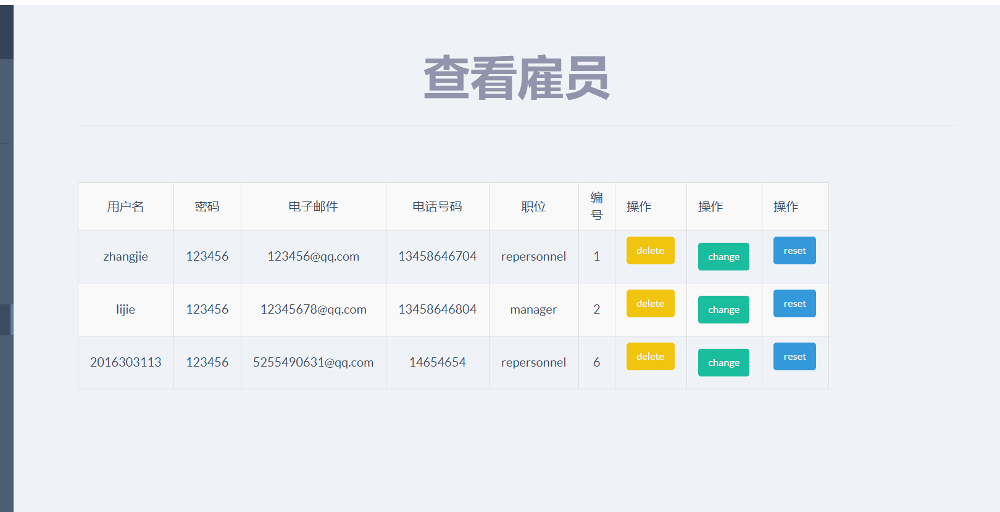 查看雇员
用户名 密码 电子邮件 电话号码 职位 编号 操作 操作 操作
zhangjie 123456 123456@qq.com 13458646704 repersonnel 1 delete change reset
lijie 123456 12345678@qq.com 13458646804 manager 2 delete change reset
2016303113 123456 5255490631@qq.com 14654654 repersonnel 6 delete change reset